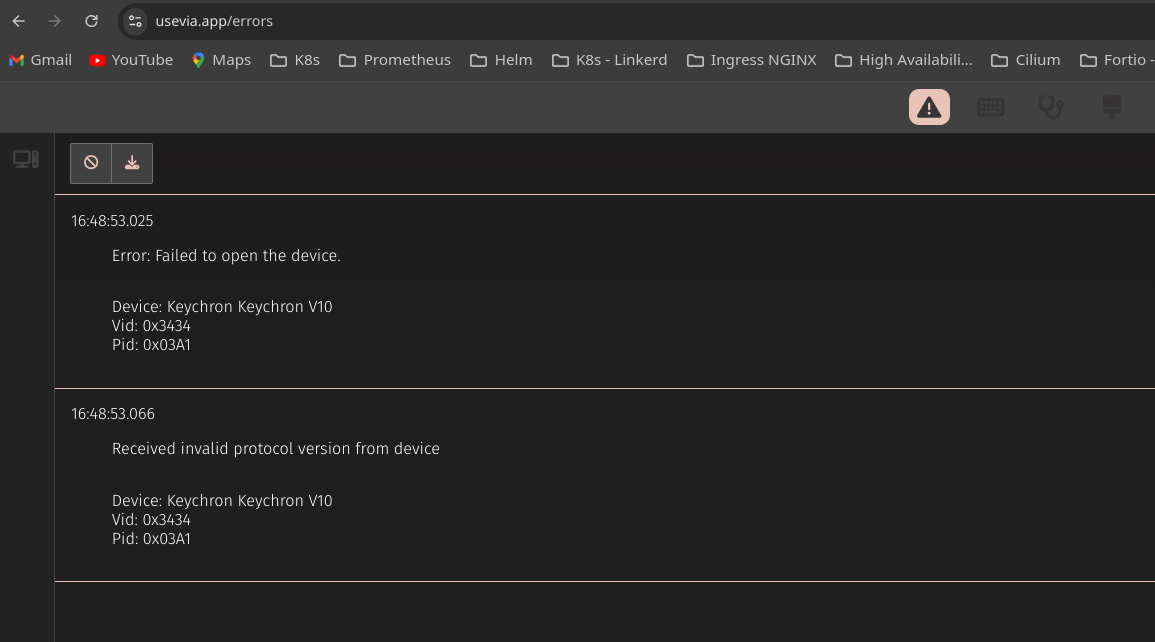 usevia.app/errors
Gmail YouTube Maps K8s Prometheus Helm K8s - Linkerd Ingress NGINX High Availabili... Cilium Fortio -
16:48:53.025
Error: Failed to open the device.
Device: Keychron Keychron V10
Vid: 0x3434
Pid: 0x03A1
16:48:53.066
Received invalid protocol version from device
Device: Keychron Keychron V10
Vid: 0x3434
Pid: 0x03A1